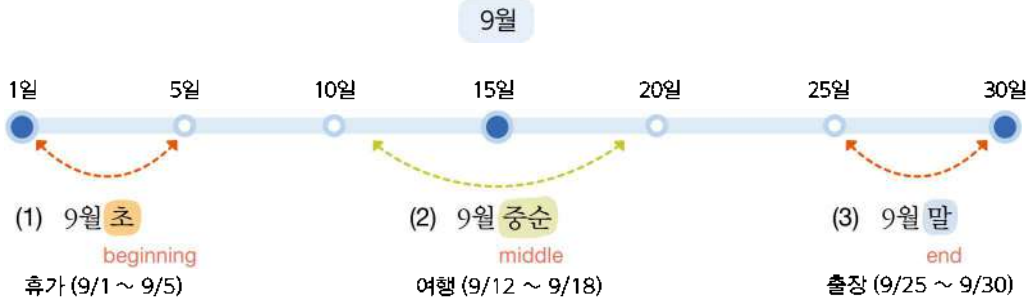 9월
1일 5일 10일 15일 20일 25일 30일
(1) 9월 초 (2) 9월 중순 (3) 9월 말
beginning middle end
휴가 (9/1 ~ 9/5) 여행 (9/12 ~ 9/18) 출장 (9/25 ~ 9/30)